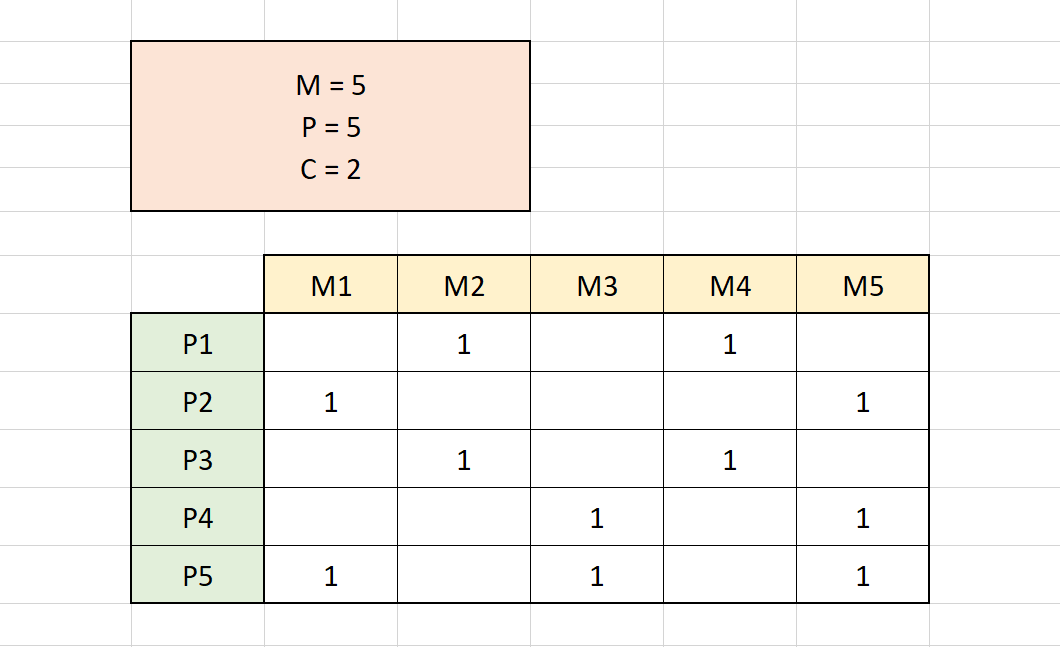 M = 5
P = 5
C = 2
M1 M2 M3 M4 M5
P1 1 1
P2 1 1
P3 1 1
P4 1 1
P5 1 1 1